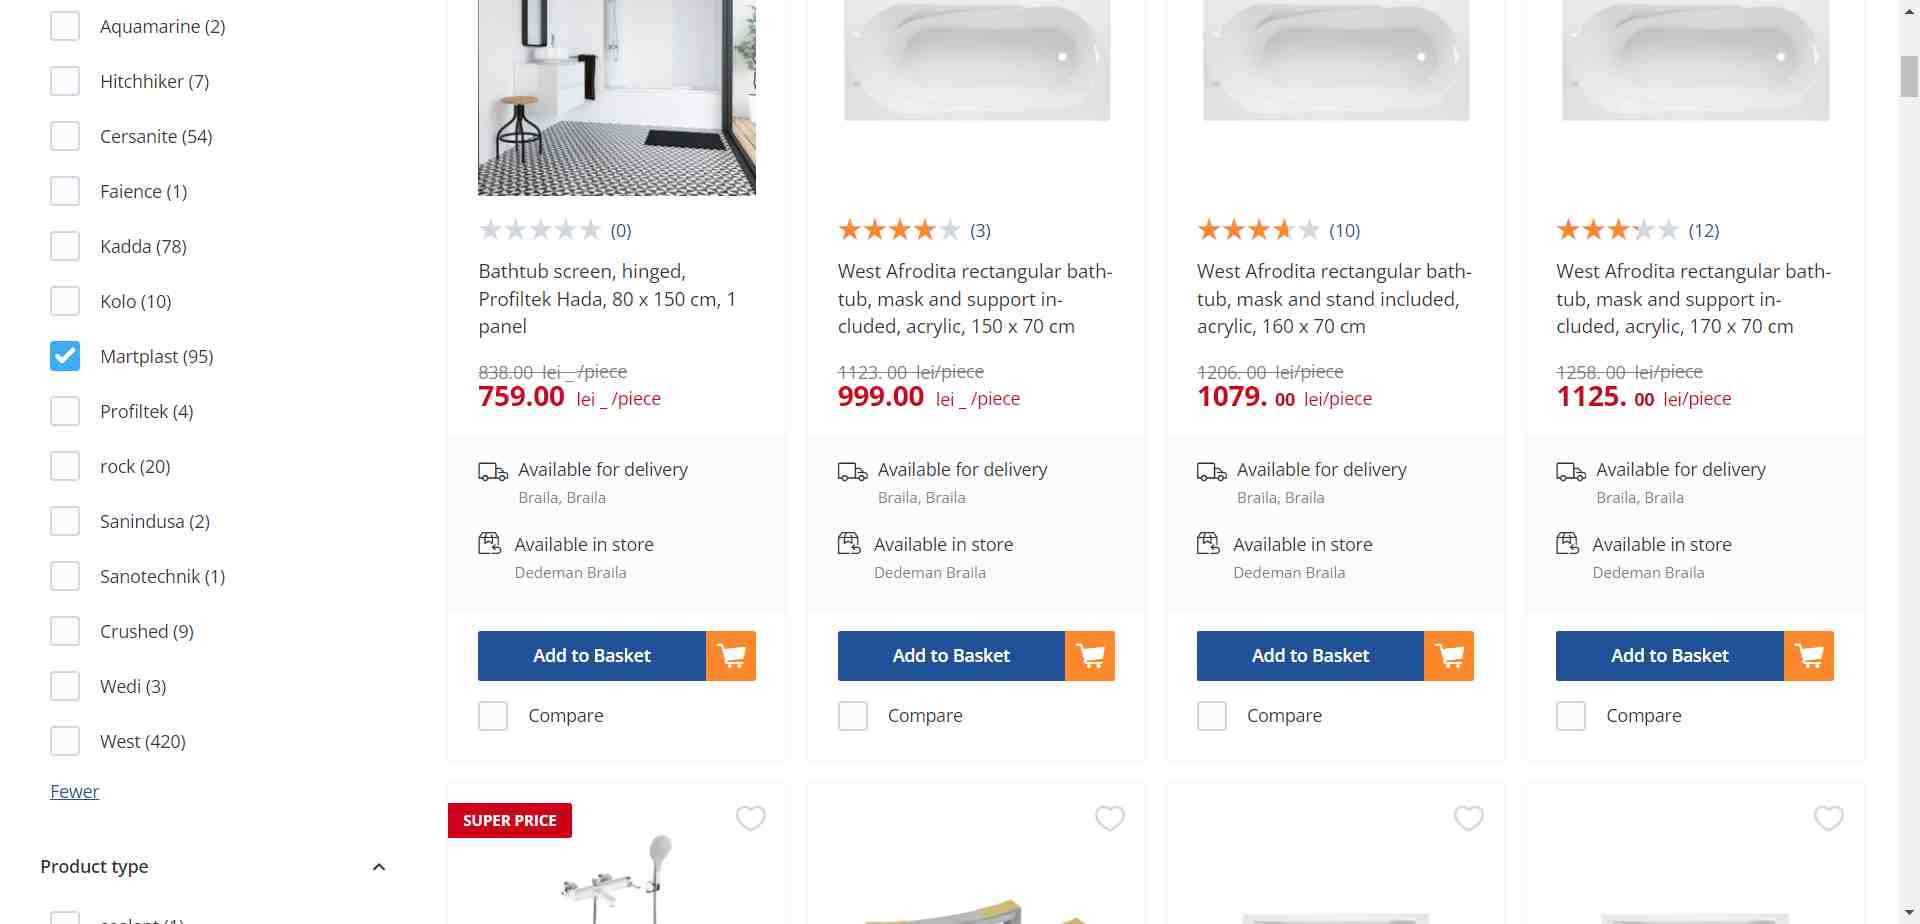 Aquamarine (2)
Hitchhiker (7)
Cersanite (54)
Faience (1)
Kadda (78)
Kolo (10)
Martplast (95)
Profiltek (4)
rock (20)
Sanindusa (2)
Sanotechnik (1)
Crushed (9)
Wedi (3)
West (420)
Fewer
Product type
(0)
Bathtub screen, hinged,
Profiltek Hada, 80 x 150 cm, 1
panel
838.00 lei _ /piece
759.00 lei _ /piece
Available for delivery
Braila, Braila
Available in store
Dedeman Braila
Add to Basket
Compare
(3)
West Afrodita rectangular bath-
tub, mask and support in-
cluded, acrylic, 150 x 70 cm
1123. 00 lei/piece
999.00 lei _ /piece
Available for delivery
Braila, Braila
Available in store
Dedeman Braila
Add to Basket
Compare
(10)
West Afrodita rectangular bath-
tub, mask and stand included,
acrylic, 160 x 70 cm
1206. 00 lei/piece
1079. 00 lei/piece
Available for delivery
Braila, Braila
Available in store
Dedeman Braila
Add to Basket
Compare
(12)
West Afrodita rectangular bath-
tub, mask and support in-
cluded, acrylic, 170 x 70 cm
1258. 00 lei/piece
1125. 00 lei/piece
Available for delivery
Braila, Braila
Available in store
Dedeman Braila
Add to Basket
Compare
SUPER PRICE